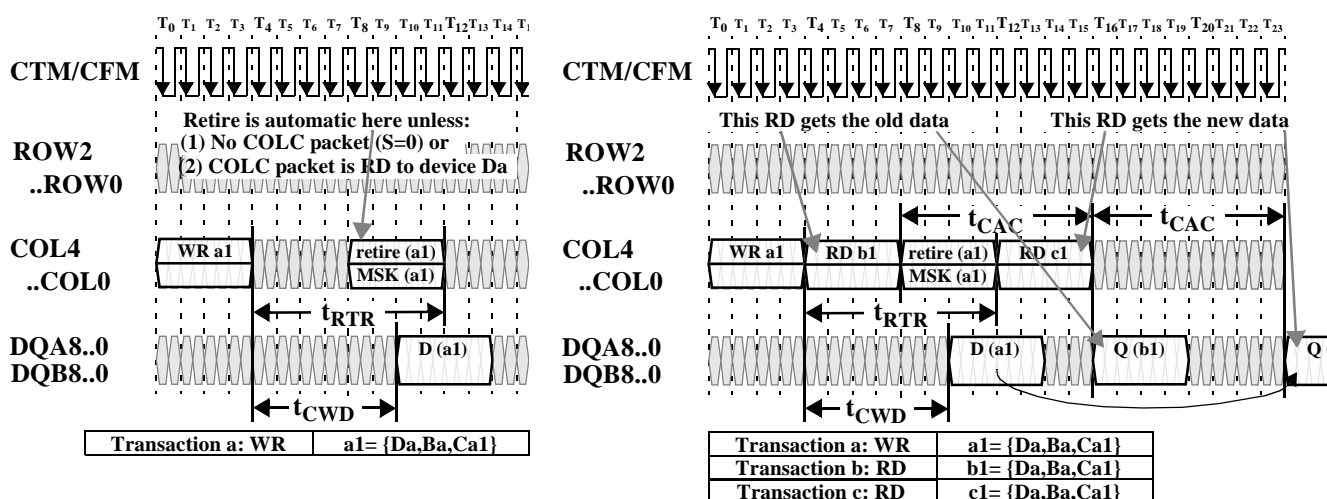 T0 T1 T2 T3 T4 T5 T6 T7 T8 T9 T10 T11 T12 T13 T14 T1
CTM/CFM
Retire is automatic here unless:
(1) No COLC packet (S=0) or
(2) COLC packet is RD to device Da
ROW2
..ROW0
COL4
..COL0
WR a1
retire (a1)
MSK (a1)
tRTR
DQA8..0
DQB8..0
D (a1)
tCWD
Transaction a: WR a1= {Da,Ba,Ca1}
T0 T1 T2 T3 T4 T5 T6 T7 T8 T9 T10 T11 T12 T13 T14 T15 T16 T17 T18 T19 T20 T21 T22 T23
CTM/CFM
This RD gets the old data
This RD gets the new data
ROW2
..ROW0
tCAC
tCAC
COL4
..COL0
WR a1
RD b1
retire (a1)
RD c1
MSK (a1)
tRTR
DQA8..0
DQB8..0
D (a1)
Q (b1)
Q (
tCWD
Transaction a: WR a1= {Da,Ba,Ca1}
Transaction b: RD b1= {Da,Ba,Ca1}
Transaction c: RD c1= {Da,Ba,Ca1}